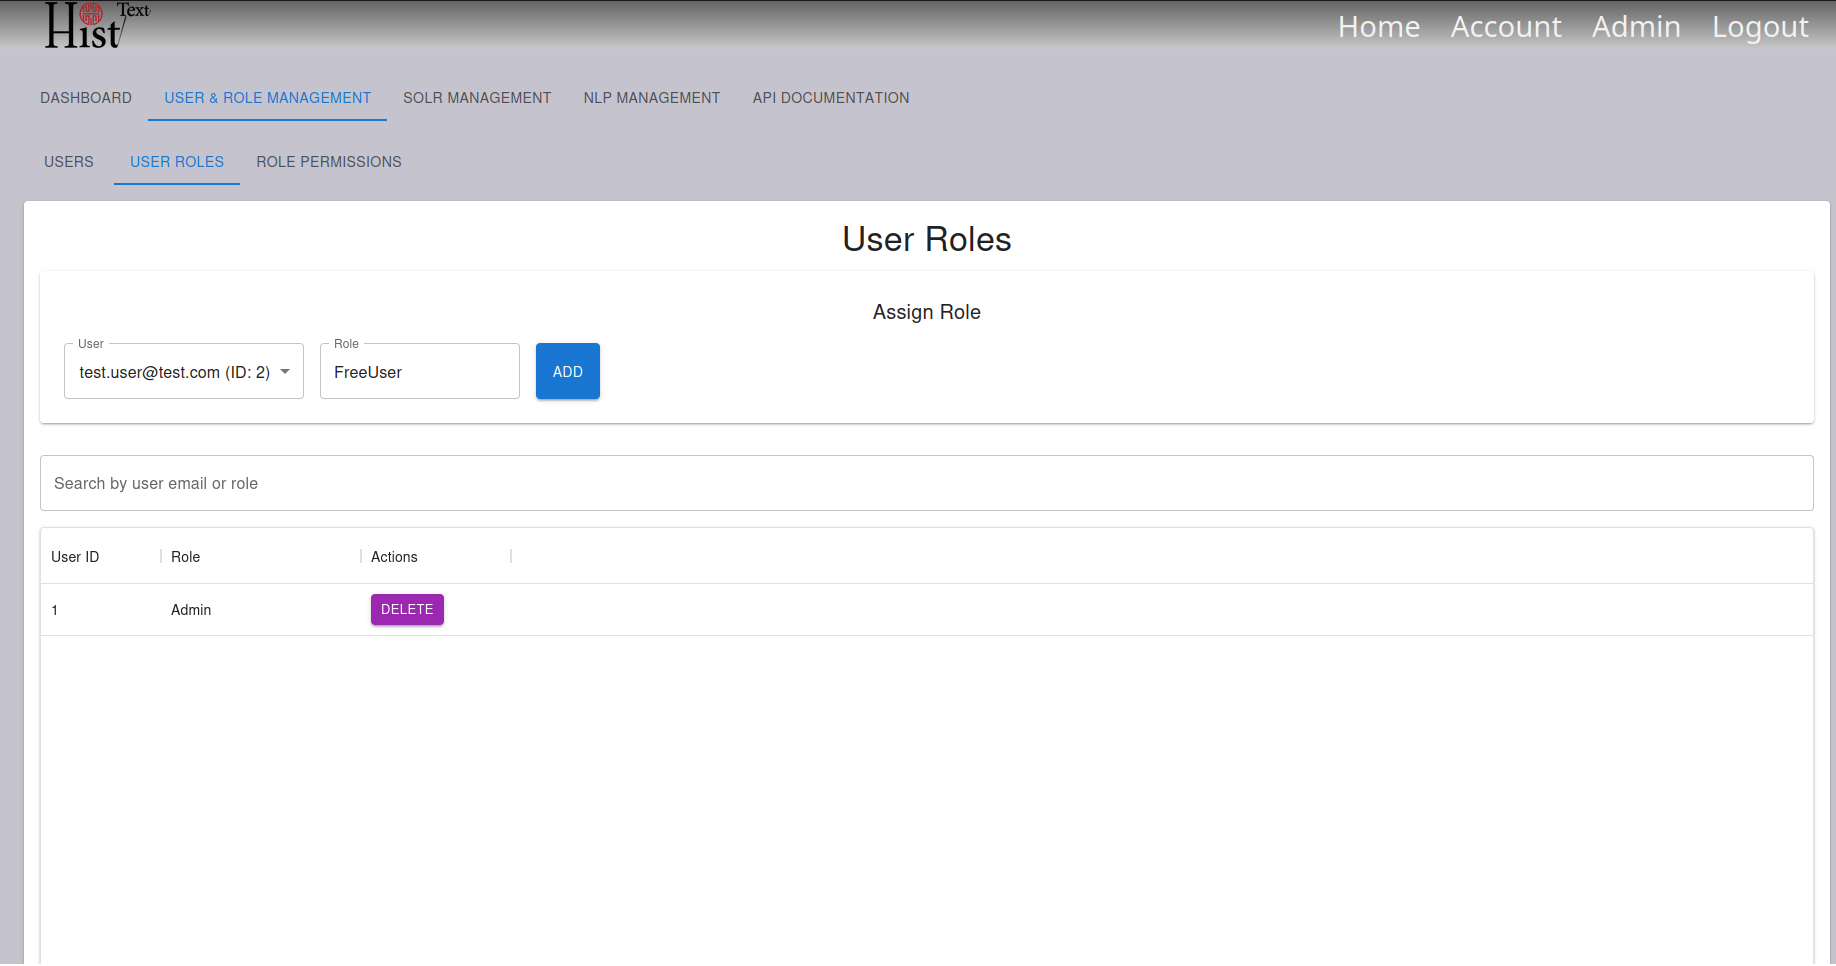 Hist Text
Home Account Admin Logout
DASHBOARD USER & ROLE MANAGEMENT SOLR MANAGEMENT NLP MANAGEMENT API DOCUMENTATION
USERS USER ROLES ROLE PERMISSIONS
User Roles
Assign Role
User Role
test.user@test.com (ID: 2) FreeUser ADD
Search by user email or role
User ID Role Actions
1 Admin DELETE